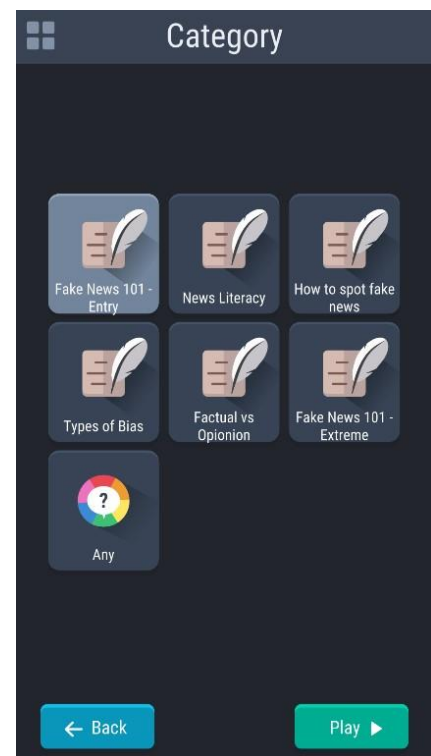 Category
Fake News 101 -
Entry
News Literacy
How to spot fake
news
Types of Bias
Factual vs
Opionion
Fake News 101 -
Extreme
?
Any
← Back
Play ▶